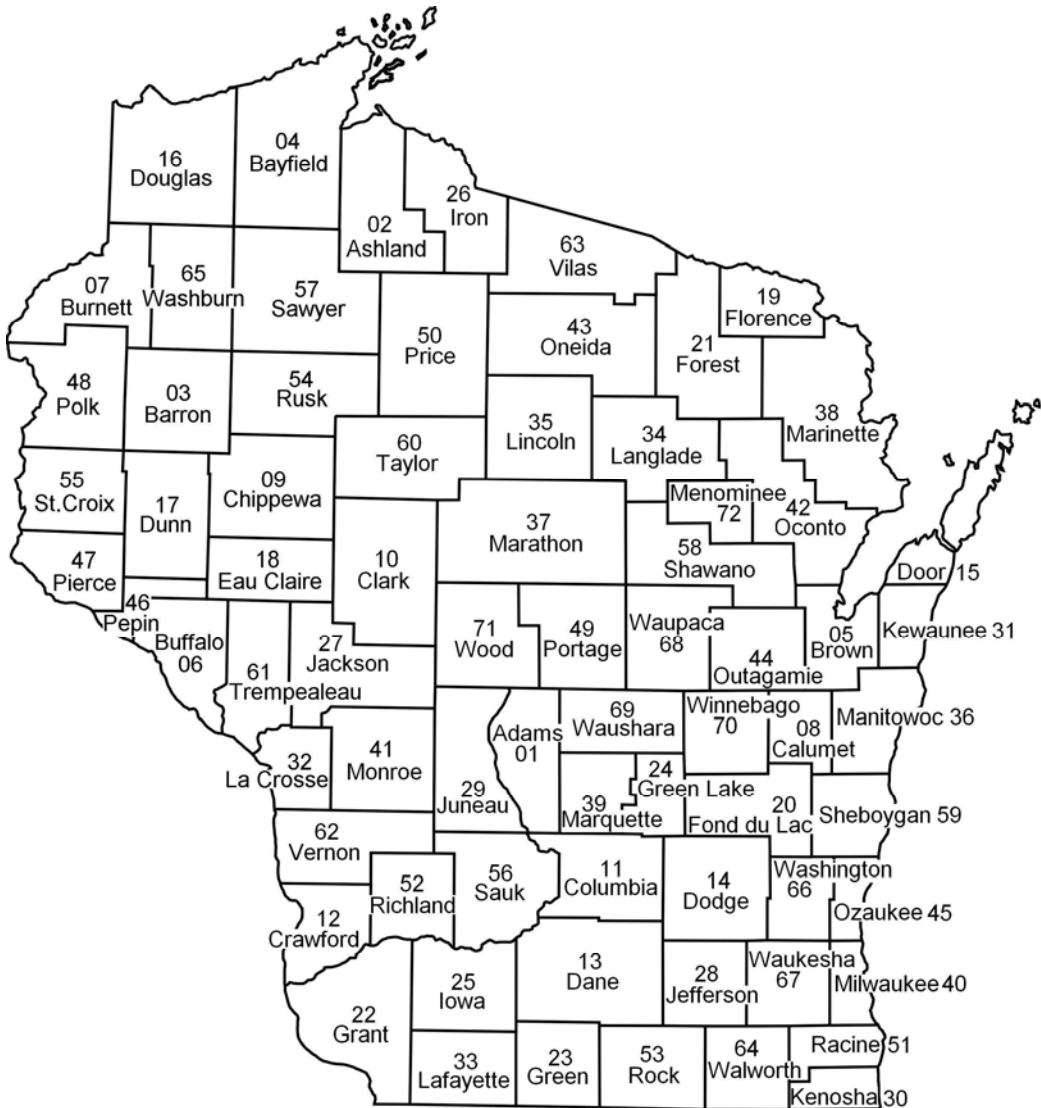 04
Bayfield
16
Douglas
26
Iron
02
Ashland
63
Vilas
07
Burnett
65
Washburn
57
Sawyer
19
Florence
50
Price
43
Oneida
21
Forest
48
Polk
03
Barron
54
Rusk
35
Lincoln
38
Marinette
60
Taylor
34
Langlade
55
St.Croix
17
Dunn
09
Chippewa
Menominee
72
42
Oconto
37
Marathon
10
Clark
58
Shawano
47
Pierce
18
Eau Claire
Door 15
46
Pepin
Buffalo
06
27
Jackson
61
Trempealeau
71
Wood
49
Portage
Waupaca
68
44
Outagamie
05
Brown
Kewaunee 31
Adams
01
69
Waushara
Winnebago
70
08
Calumet
Manitowoc 36
32
La Crosse
41
Monroe
29
Juneau
39
Marquette
24
Green Lake
20
Fond du Lac
Sheboygan 59
62
Vernon
52
Richland
56
Sauk
11
Columbia
14
Dodge
Washington
66
Ozaukee 45
12
Crawford
25
Iowa
13
Dane
28
Jefferson
Waukesha
67
Milwaukee 40
22
Grant
33
Lafayette
23
Green
53
Rock
64
Walworth
Racine 51
Kenosha 30